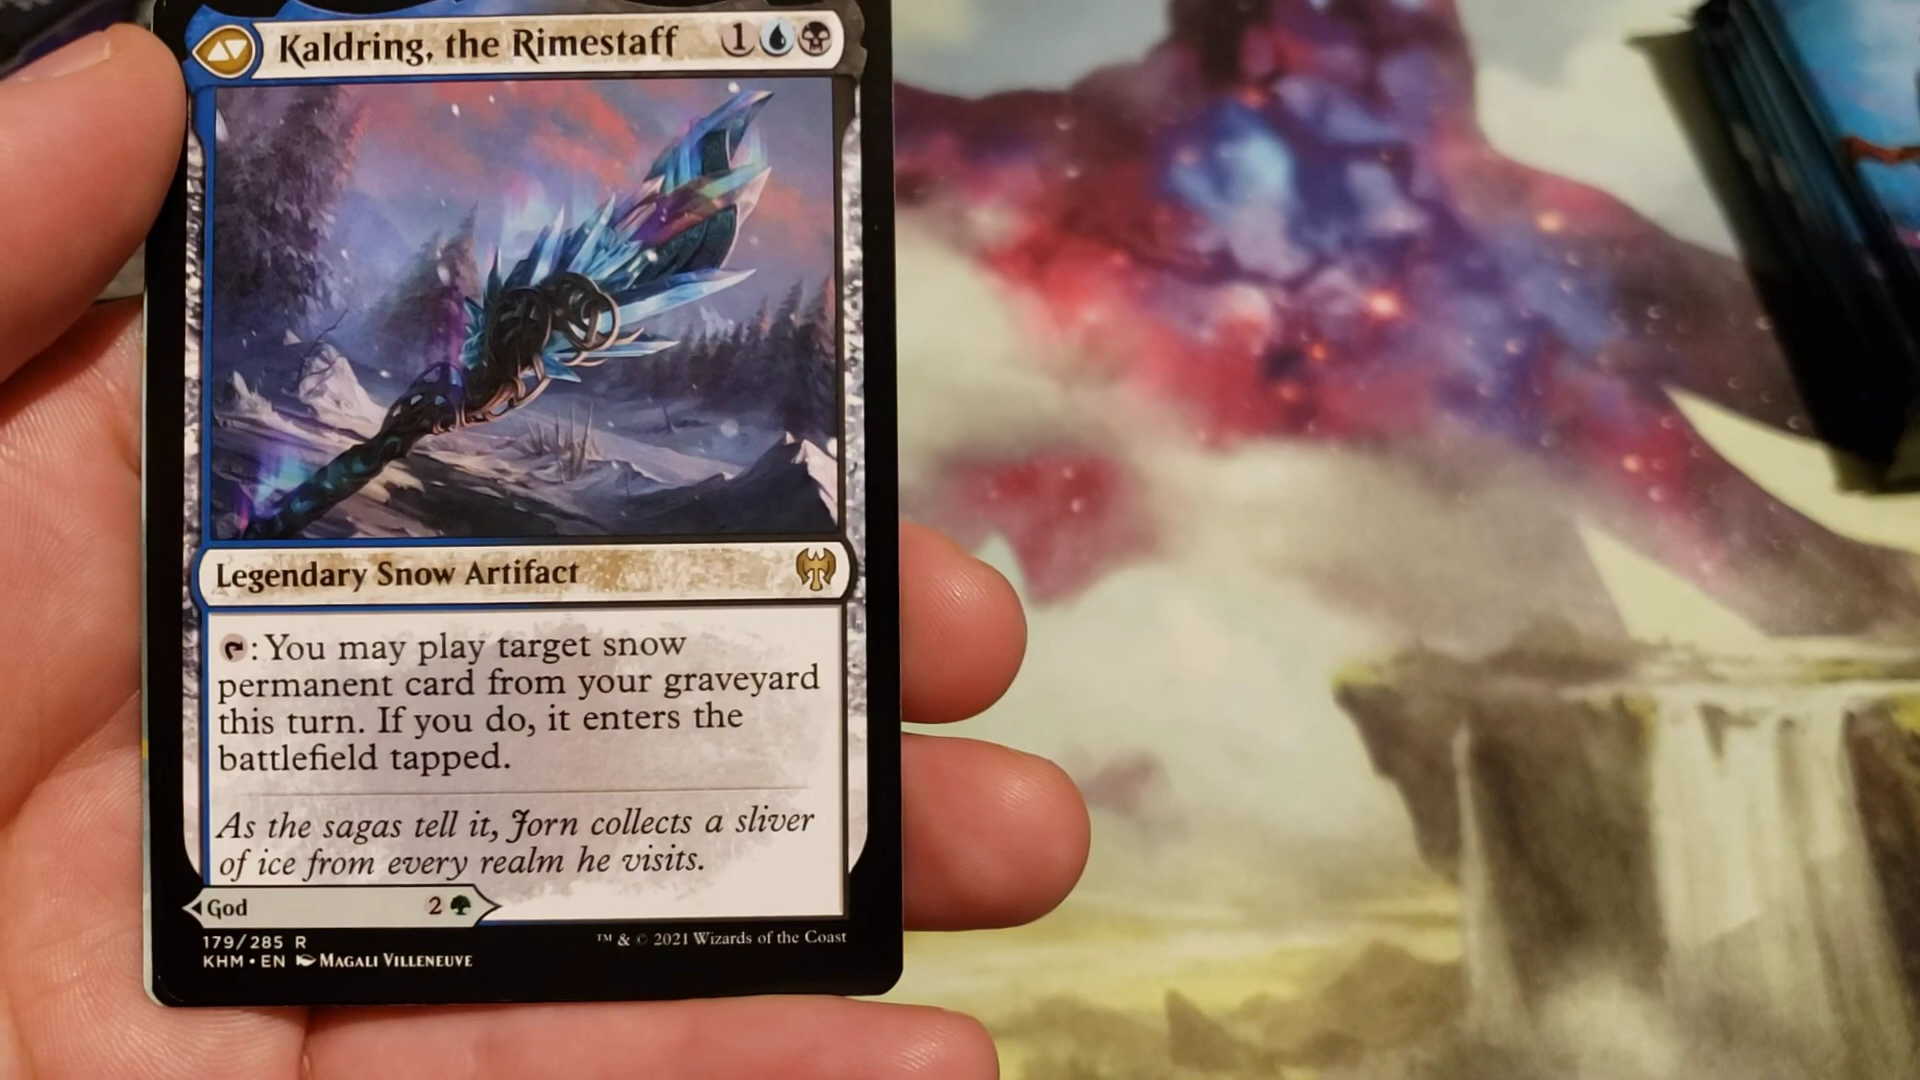 Kaldring, the Rimestaff 1
Legendary Snow Artifact
: You may play target snow
permanent card from your graveyard
this turn. If you do, it enters the
battlefield tapped.
As the sagas tell it, Jorn collects a sliver
of ice from every realm he visits.
God 2
179/285 R
KHM • EN MAGALI VILLENEUVE
™ & © 2021 Wizards of the Coast